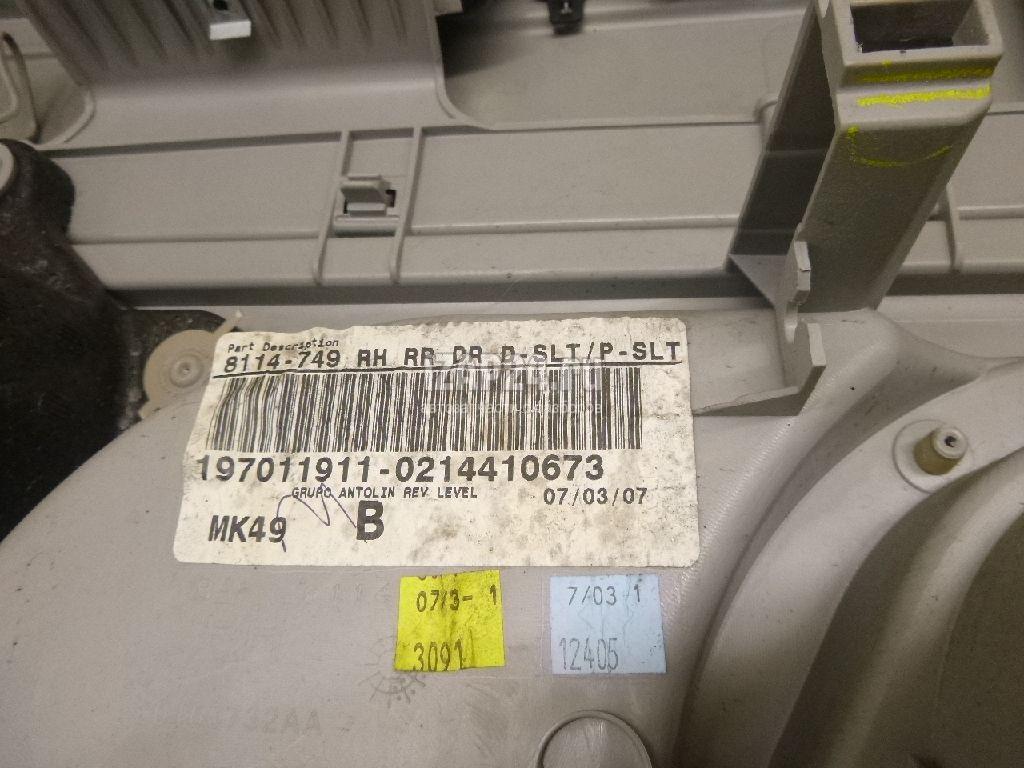 Part Description
8114-749 RH RR DR D-SLT/P-SLT
197011911-0214410673
GRUPO ANTOLIN REV LEVEL 07/03/07
MK49 B
07/3- 1 7/03 1
3091 12405
732AA